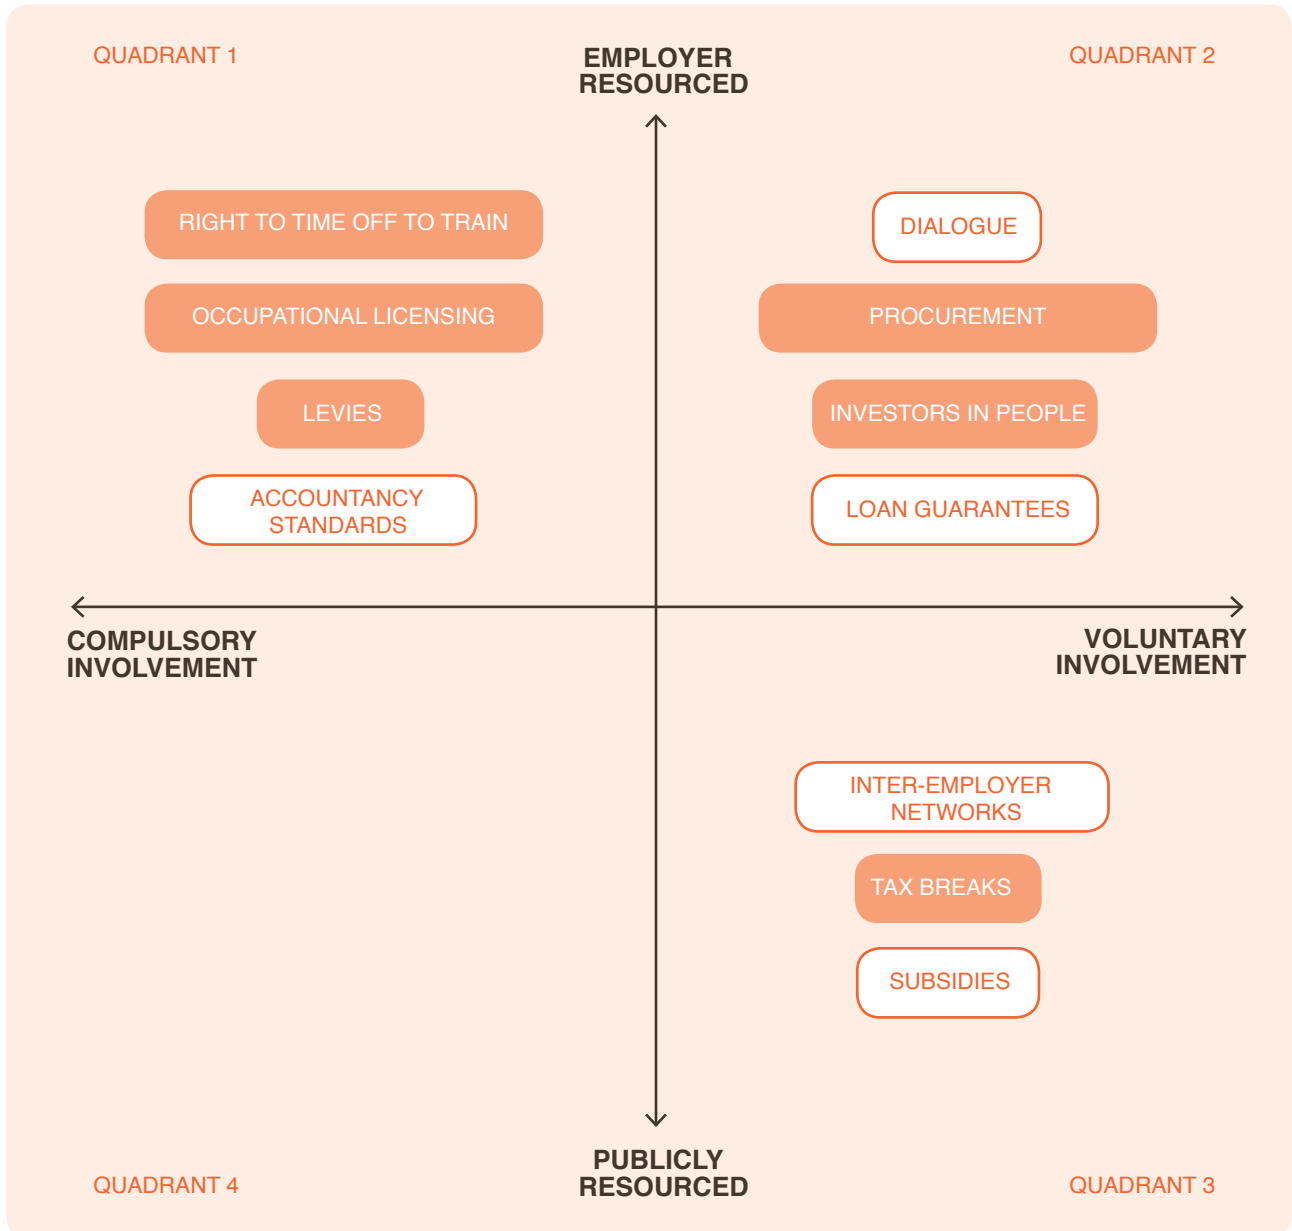 QUADRANT 1
EMPLOYER
RESOURCED
QUADRANT 2
RIGHT TO TIME OFF TO TRAIN
OCCUPATIONAL LICENSING
LEVIES
ACCOUNTANCY
STANDARDS
DIALOGUE
PROCUREMENT
INVESTORS IN PEOPLE
LOAN GUARANTEES
COMPULSORY
INVOLVEMENT
VOLUNTARY
INVOLVEMENT
INTER-EMPLOYER
NETWORKS
TAX BREAKS
SUBSIDIES
QUADRANT 4
PUBLICLY
RESOURCED
QUADRANT 3